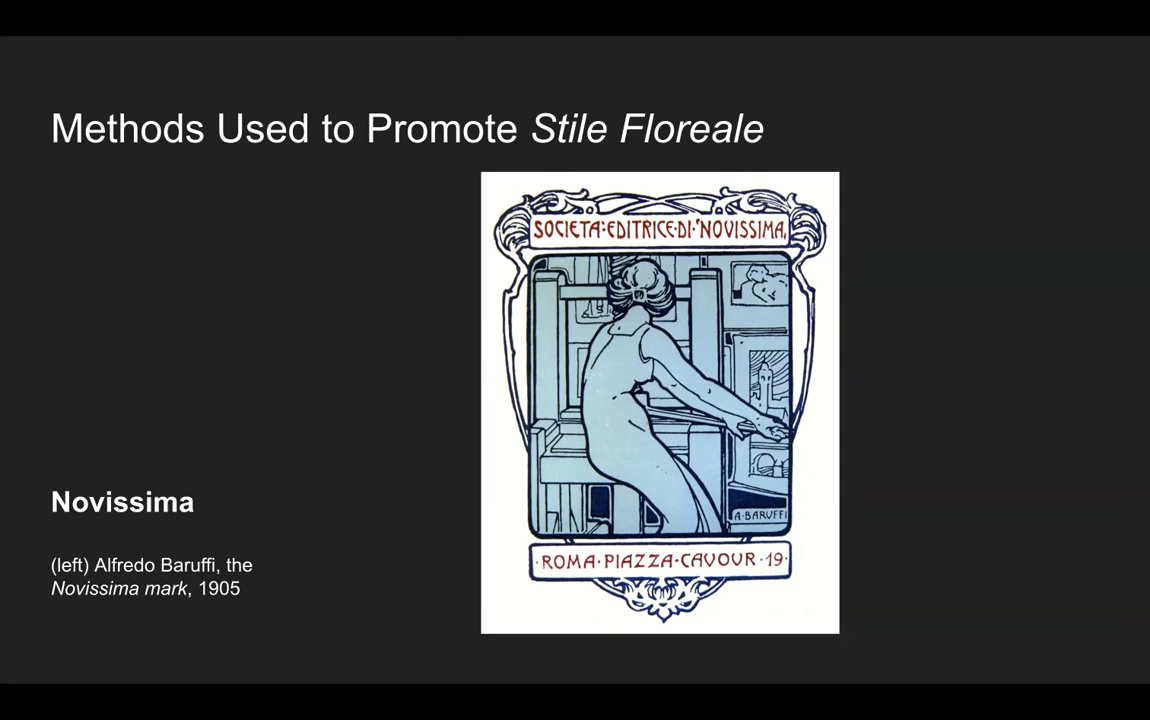 Methods Used to Promote Stile Floreale
SOCIETA·EDITRICE·DI·"NOVISSIMA„
A·BARUFFI
·ROMA·PIAZZA·CAVOUR·19·
Novissima
(left) Alfredo Baruffi, the
Novissima mark, 1905